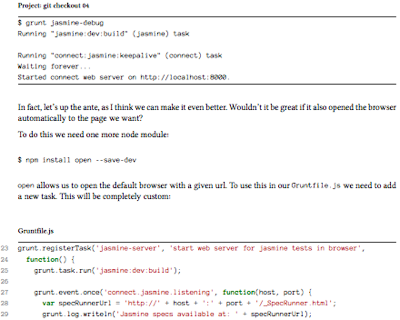 Project: git checkout 04
$ grunt jasmine-debug
Running "jasmine:dev:build" (jasmine) task
Running "connect:jasmine:keepalive" (connect) task
Waiting forever...
Started connect web server on http://localhost:8000.
In fact, let's up the ante, as I think we can make it even better. Wouldn't it be great if it also opened the browser
automatically to the page we want?
To do this we need one more node module:
$ npm install open --save-dev
open allows us to open the default browser with a given url. To use this in our Gruntfile.js we need to add
a new task. This will be completely custom:
Gruntfile.js
23 grunt.registerTask('jasmine-server', 'start web server for jasmine tests in browser',
24 function() {
25 grunt.task.run('jasmine:dev:build');
26
27 grunt.event.once('connect.jasmine.listening', function(host, port) {
28 var specRunnerUrl = 'http://' + host + ':' + port + '/_SpecRunner.html';
29 grunt.log.writeln('Jasmine specs available at: ' + specRunnerUrl);